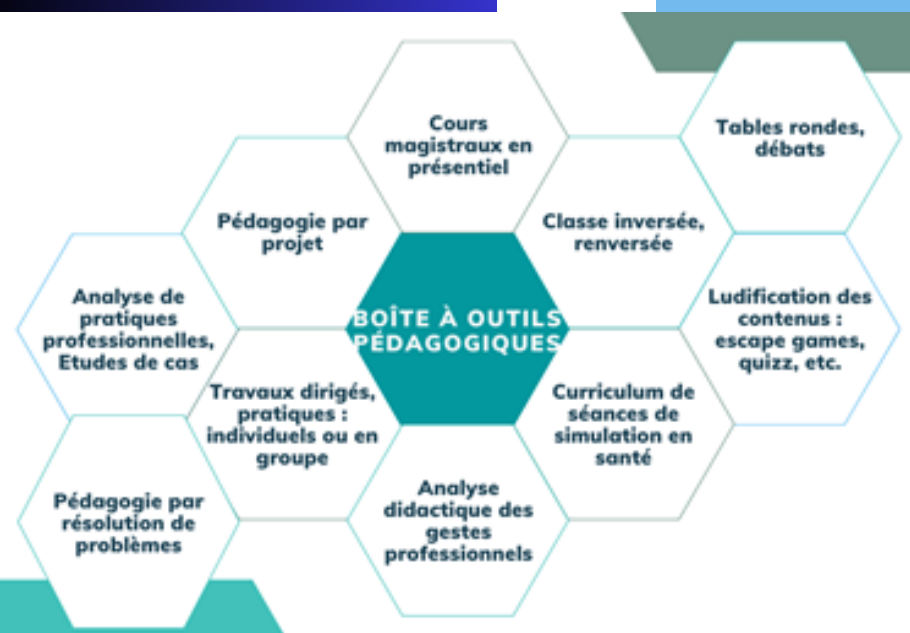 Cours
magistraux en
présentiel
Tables rondes,
débats
Pédagogie par
projet
Classe inversée,
renversée
Analyse de
pratiques
professionnelles,
Etudes de cas
BOÎTE À OUTILS
PÉDAGOGIQUES
Ludification des
contenus :
escape games,
quizz, etc.
Travaux dirigés,
pratiques :
individuels ou en
groupe
Curriculum de
séances de
simulation en
santé
Pédagogie par
résolution de
problèmes
Analyse
didactique des
gestes
professionnels